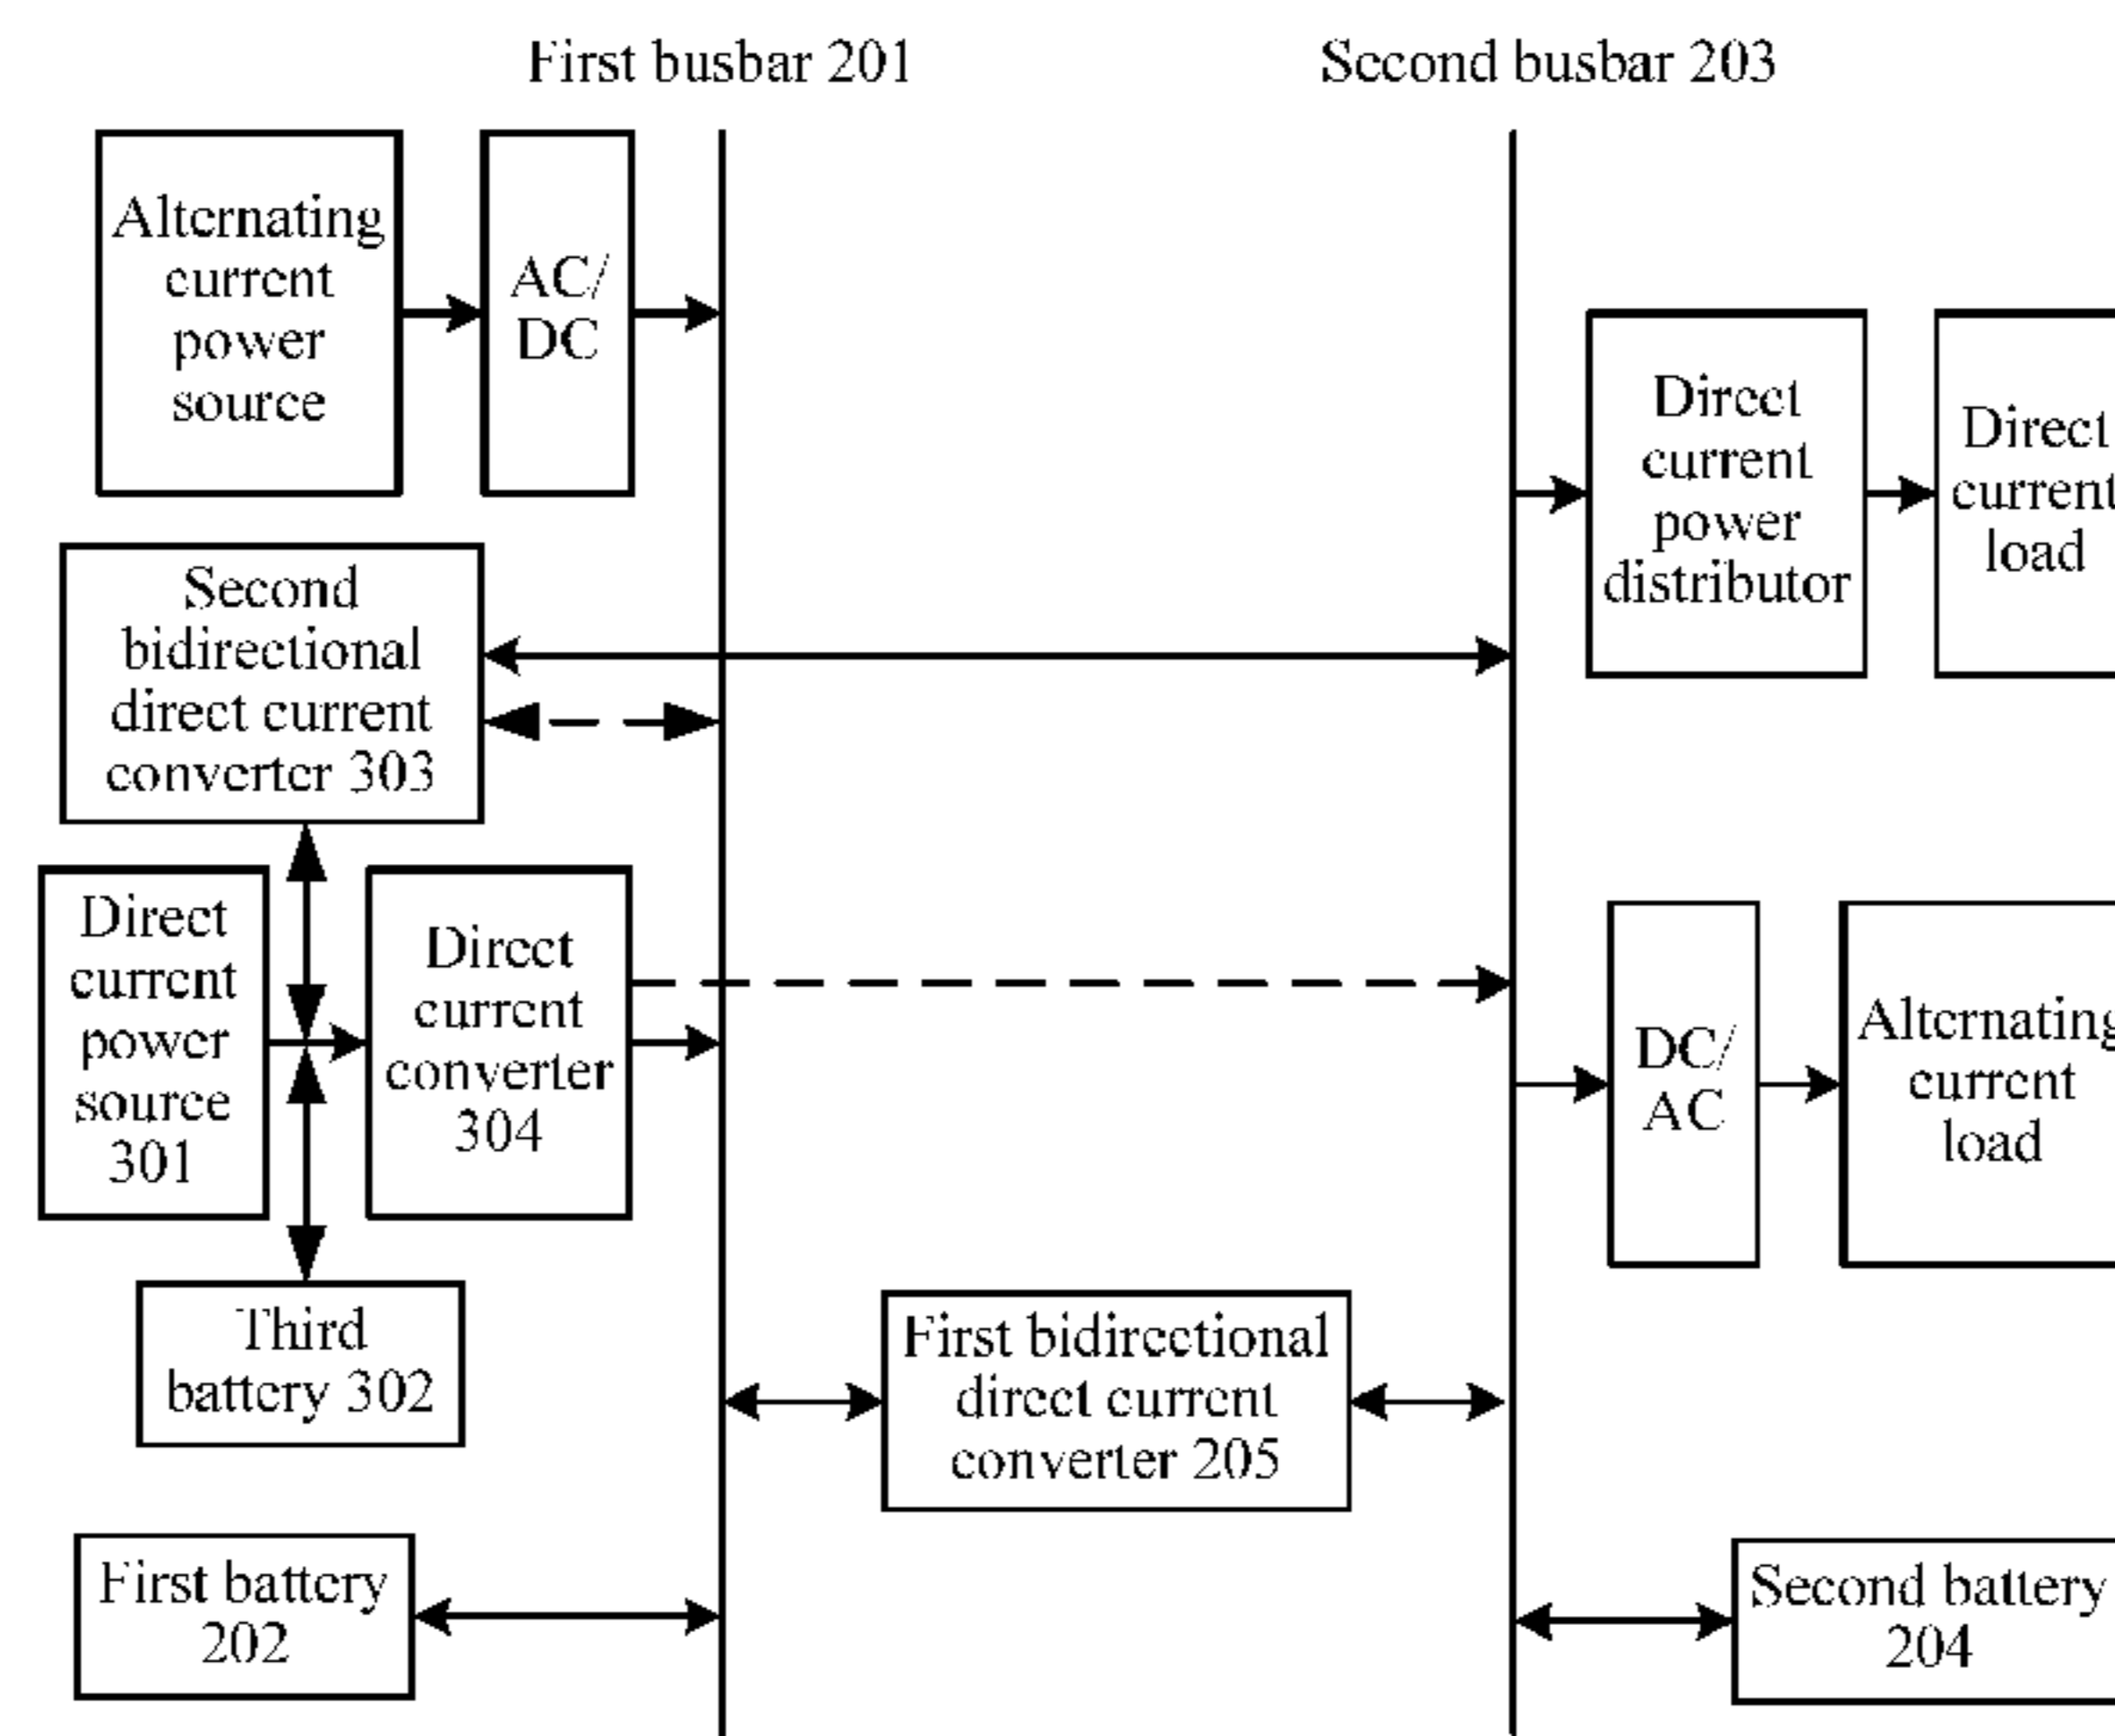 First busbar 201
Second busbar 203
Alternating
current
power
source
AC/
DC
Direct
current
power
distributor
Direct
current
load
Second
bidirectional
direct current
converter 303
Direct
current
power
source
301
Direct
current
converter
304
DC/
AC
Alternating
current
load
Third
battery 302
First bidirectional
direct current
converter 205
First battery
202
Second battery
204